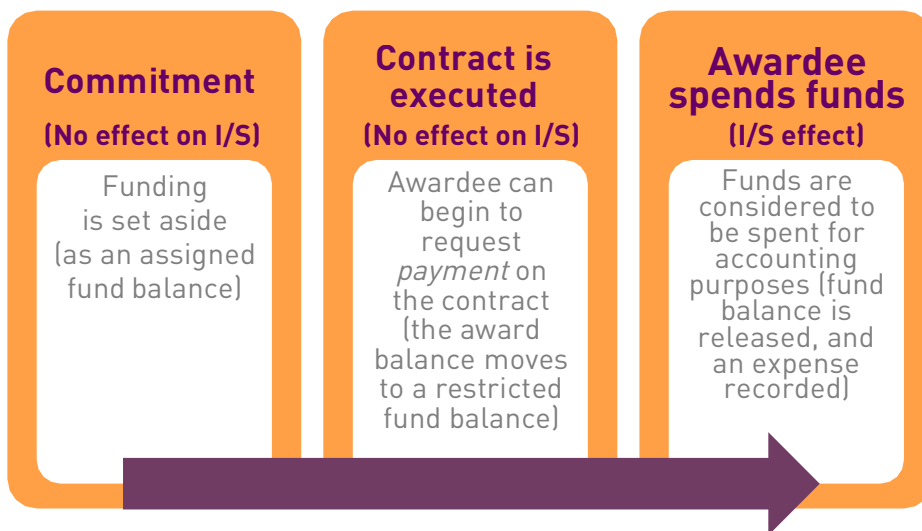 Commitment
(No effect on I/S)
Funding
is set aside
(as an assigned
fund balance)
Contract is
executed
(No effect on I/S)
Awardee can
begin to
request
payment on
the contract
(the award
balance moves
to a restricted
fund balance)
Awardee
spends funds
(I/S effect)
Funds are
considered to
be spent for
accounting
purposes (fund
balance is
released, and
an expense
recorded)